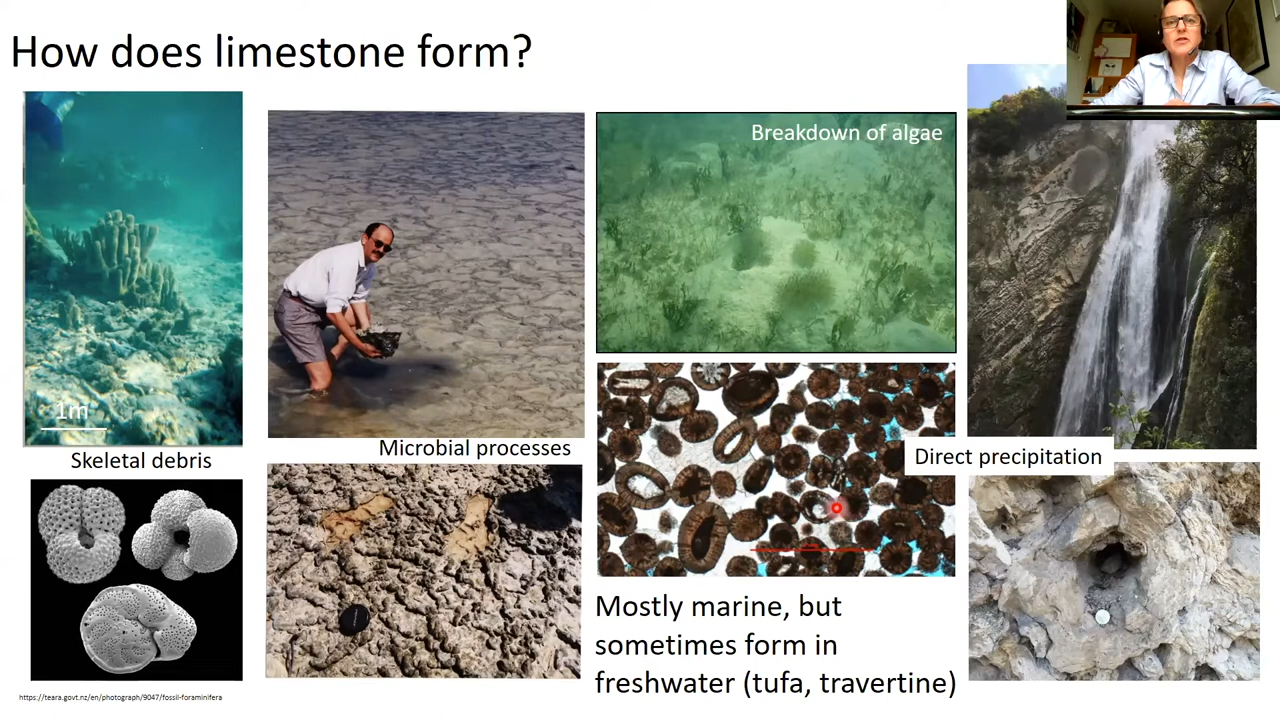 How does limestone form?
Breakdown of algae
1m
Skeletal debris
Microbial processes
Direct precipitation
Mostly marine, but
sometimes form in
freshwater (tufa, travertine)
https://teara.govt.nz/en/photograph/9047/fossil-foraminifera